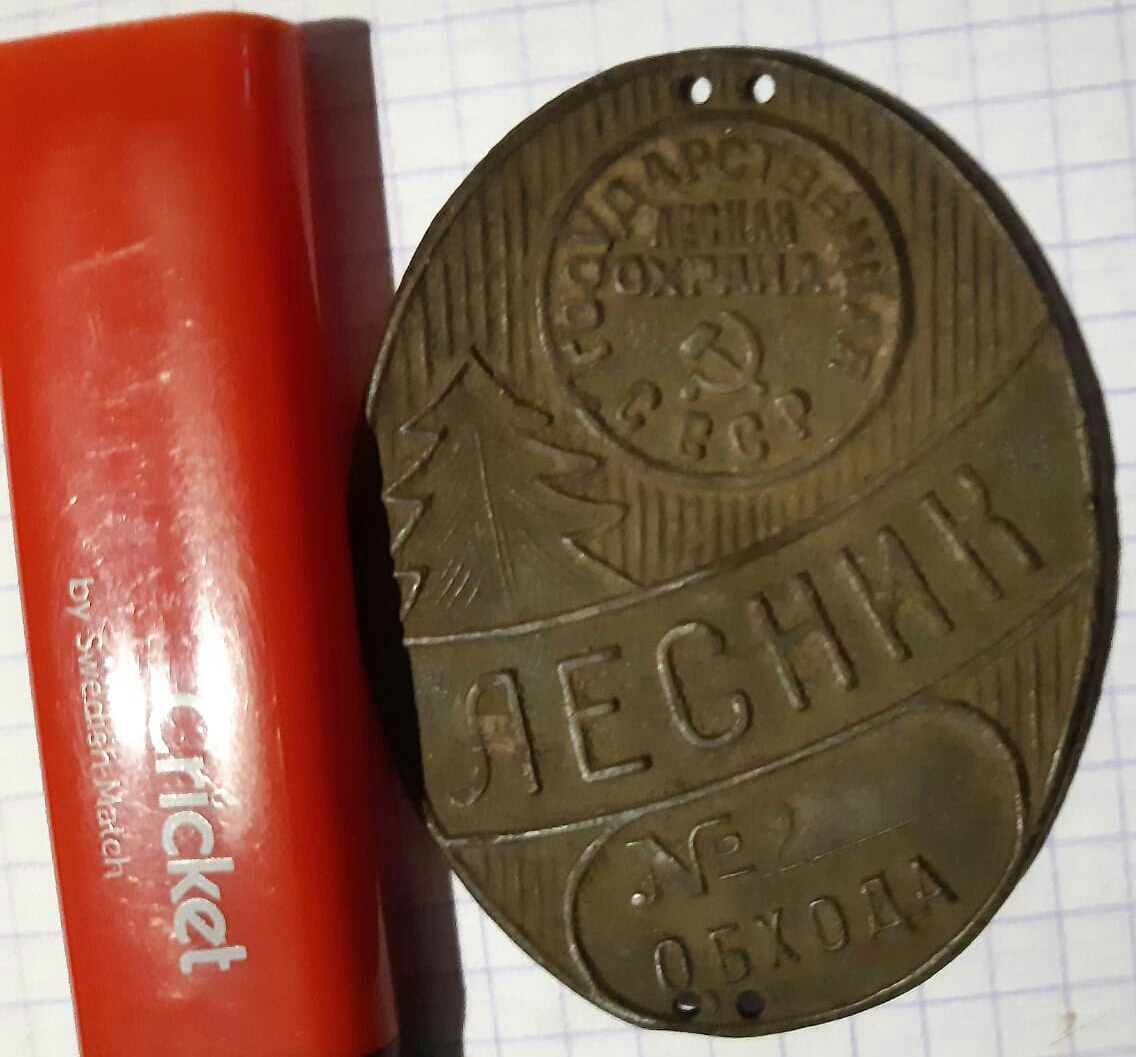 cricket
by Swedish Match
ГОСУДАРСТВЕННАЯ
ЛЕСНАЯ
ОХРАНА
СССР
ЛЕСНИК
№ 2
ОБХОДА